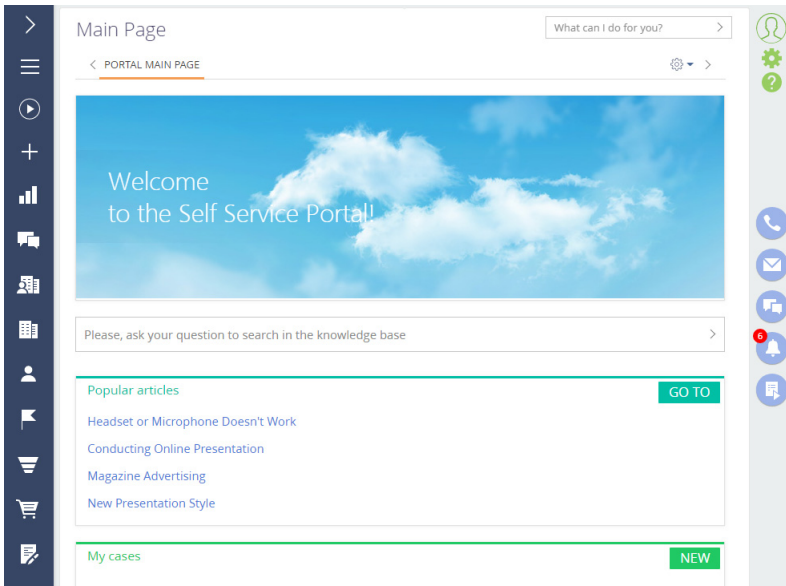 Main Page
What can I do for you?
PORTAL MAIN PAGE
Welcome
to the Self Service Portal!
Please, ask your question to search in the knowledge base
6
Popular articles
GO TO
Headset or Microphone Doesn't Work
Conducting Online Presentation
Magazine Advertising
New Presentation Style
My cases
NEW